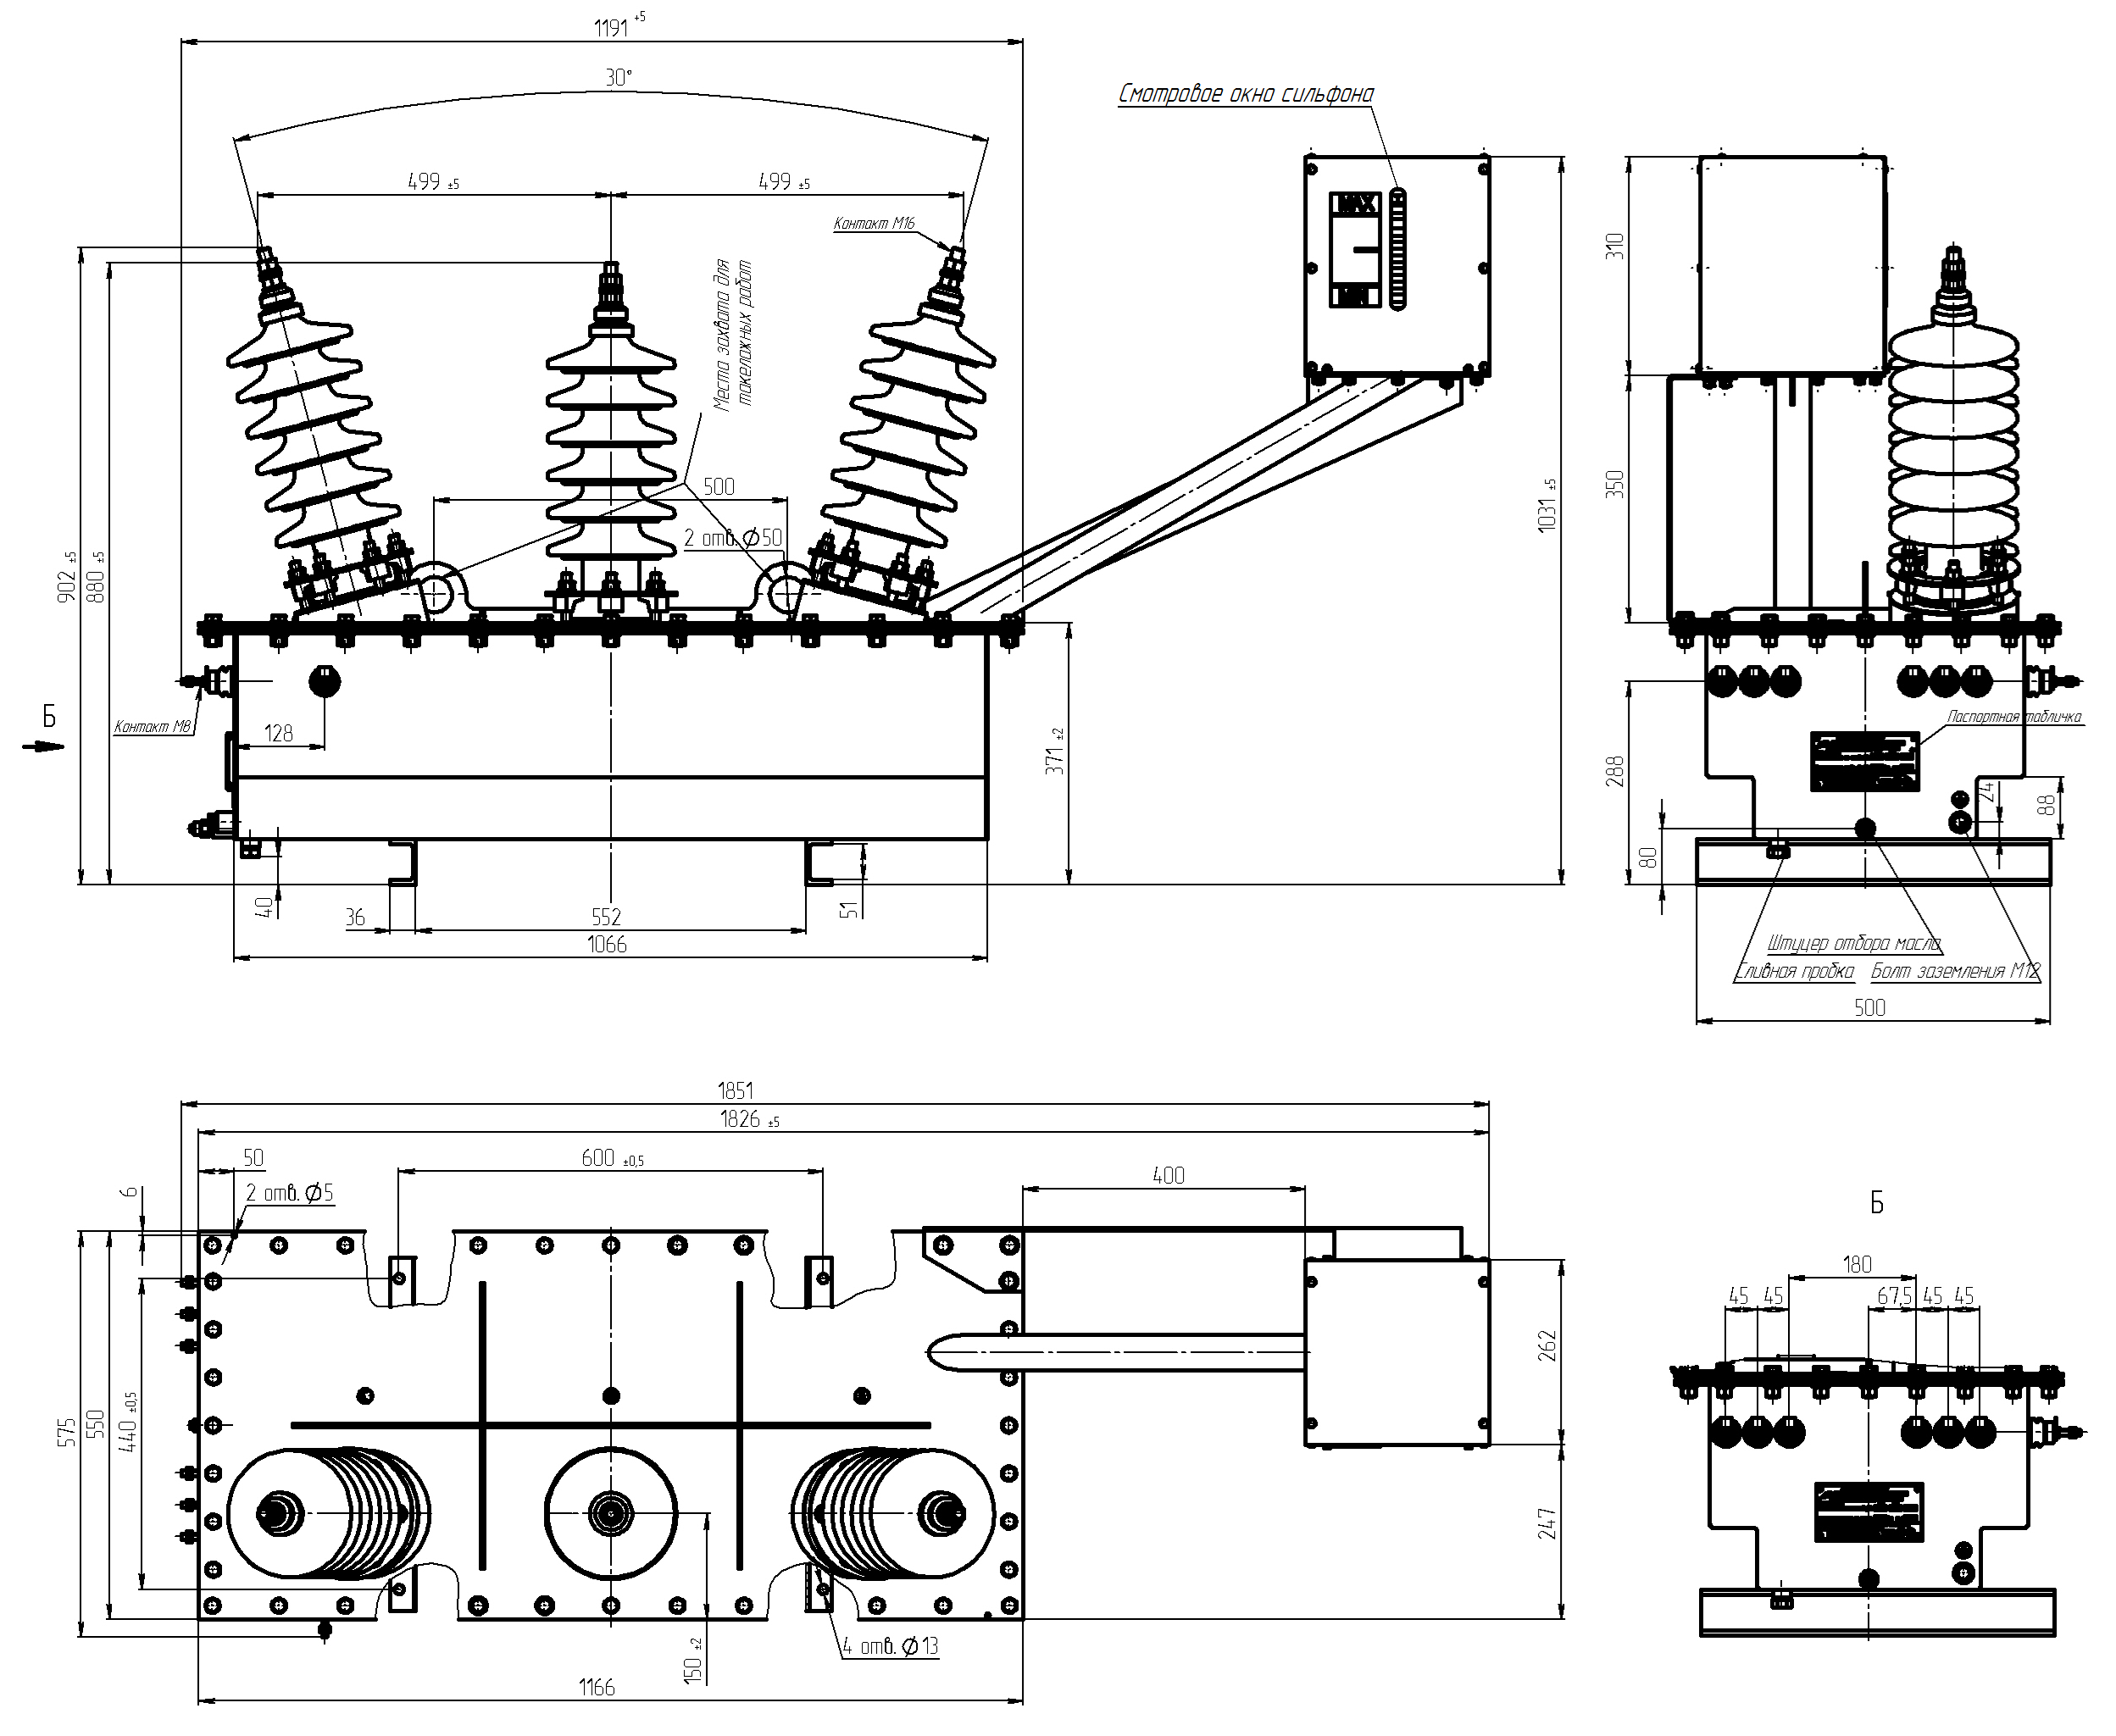 1191 +5
30°
499 ±5
499 ±5
Контакт М16
Места захвата для
такелажных работ
Смотровое окно сильфона
MAX
MIN
500
2 отв. Ø50
902 ±5
880 ±5
1031 ±5
371 ±2
Б
Контакт М8
128
40
36
552
51
1066
310
350
288
80
24
88
Паспортная табличка
Штуцер отбора масла
Сливная пробка
Болт заземления М12
500
1851
1826 ±5
50
600 ±0,5
400
6
2 отв. Ø5
575
550
440 ±0,5
262
247
150 ±2
4 отв. Ø13
1166
Б
180
45
45
67,5
45
45